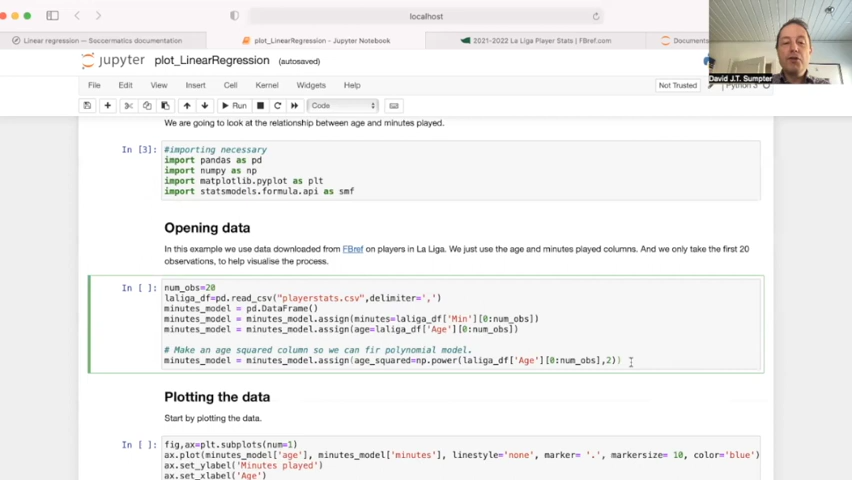 localhost
Linear regression — Soccermatics documentation
plot_LinearRegression - Jupyter Notebook
2021-2022 La Liga Player Stats | FBref.com
Documents
David J.T. Sumpter
jupyter plot_LinearRegression (autosaved)
File Edit View Insert Cell Kernel Widgets Help
Not Trusted
Python 3
Run
Code
We are going to look at the relationship between age and minutes played.
In [3]:
#importing necessary
import pandas as pd
import numpy as np
import matplotlib.pyplot as plt
import statsmodels.formula.api as smf
Opening data
In this example we use data downloaded from FBref on players in La Liga. We just use the age and minutes played columns. And we only take the first 20
observations, to help visualise the process.
In [ ]:
num_obs=20
laliga_df=pd.read_csv("playerstats.csv",delimiter=',')
minutes_model = pd.DataFrame()
minutes_model = minutes_model.assign(minutes=laliga_df['Min'][0:num_obs])
minutes_model = minutes_model.assign(age=laliga_df['Age'][0:num_obs])
# Make an age squared column so we can fir polynomial model.
minutes_model = minutes_model.assign(age_squared=np.power(laliga_df['Age'][0:num_obs],2))
Plotting the data
Start by plotting the data.
In [ ]:
fig,ax=plt.subplots(num=1)
ax.plot(minutes_model['age'], minutes_model['minutes'], linestyle='none', marker= '.', markersize= 10, color='blue')
ax.set_ylabel('Minutes played')
ax.set_xlabel('Age')